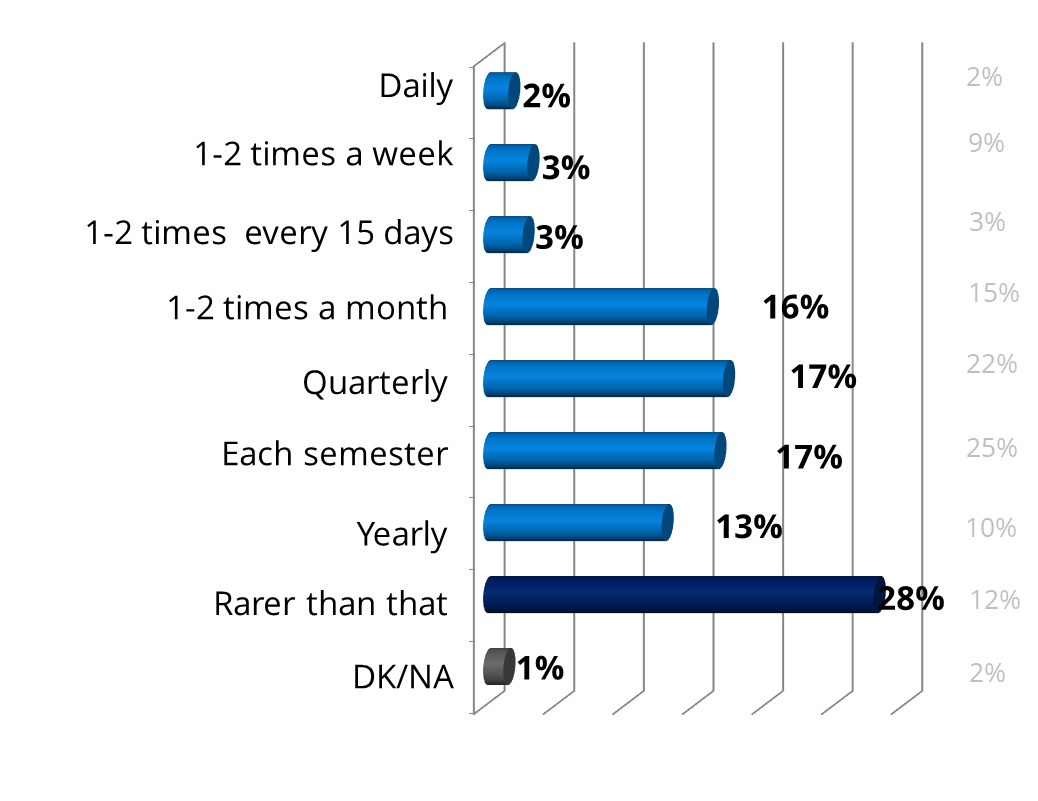 Daily 2% 2%
1-2 times a week 3% 9%
1-2 times  every 15 days 3% 3%
1-2 times a month 16% 15%
Quarterly 17% 22%
Each semester 17% 25%
Yearly 13% 10%
Rarer than that 28% 12%
DK/NA 1% 2%